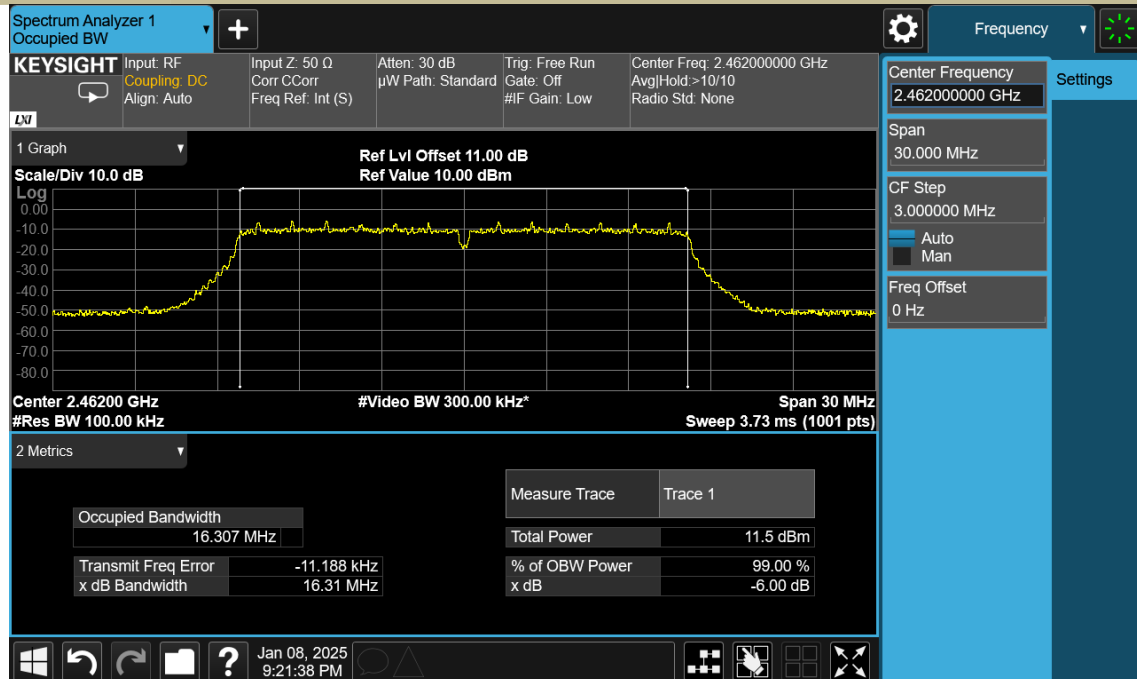 Spectrum Analyzer 1
Occupied BW
Frequency
KEYSIGHT
LXI
Input: RF
Coupling: DC
Align: Auto
Input Z: 50 Ω
Corr CCorr
Freq Ref: Int (S)
Atten: 30 dB
µW Path: Standard
Trig: Free Run
Gate: Off
#IF Gain: Low
Center Freq: 2.462000000 GHz
Avg|Hold:>10/10
Radio Std: None
Center Frequency
2.462000000 GHz
Settings
Span
30.000 MHz
CF Step
3.000000 MHz
Auto
Man
Freq Offset
0 Hz
1 Graph
Scale/Div 10.0 dB
Ref Lvl Offset 11.00 dB
Ref Value 10.00 dBm
Log
0.00
-10.0
-20.0
-30.0
-40.0
-50.0
-60.0
-70.0
-80.0
Center 2.46200 GHz
#Video BW 300.00 kHz*
Span 30 MHz
#Res BW 100.00 kHz
Sweep 3.73 ms (1001 pts)
2 Metrics
Measure Trace Trace 1
Occupied Bandwidth
16.307 MHz
Total Power 11.5 dBm
Transmit Freq Error -11.188 kHz
% of OBW Power 99.00 %
x dB Bandwidth 16.31 MHz
x dB -6.00 dB
?
Jan 08, 2025
9:21:38 PM